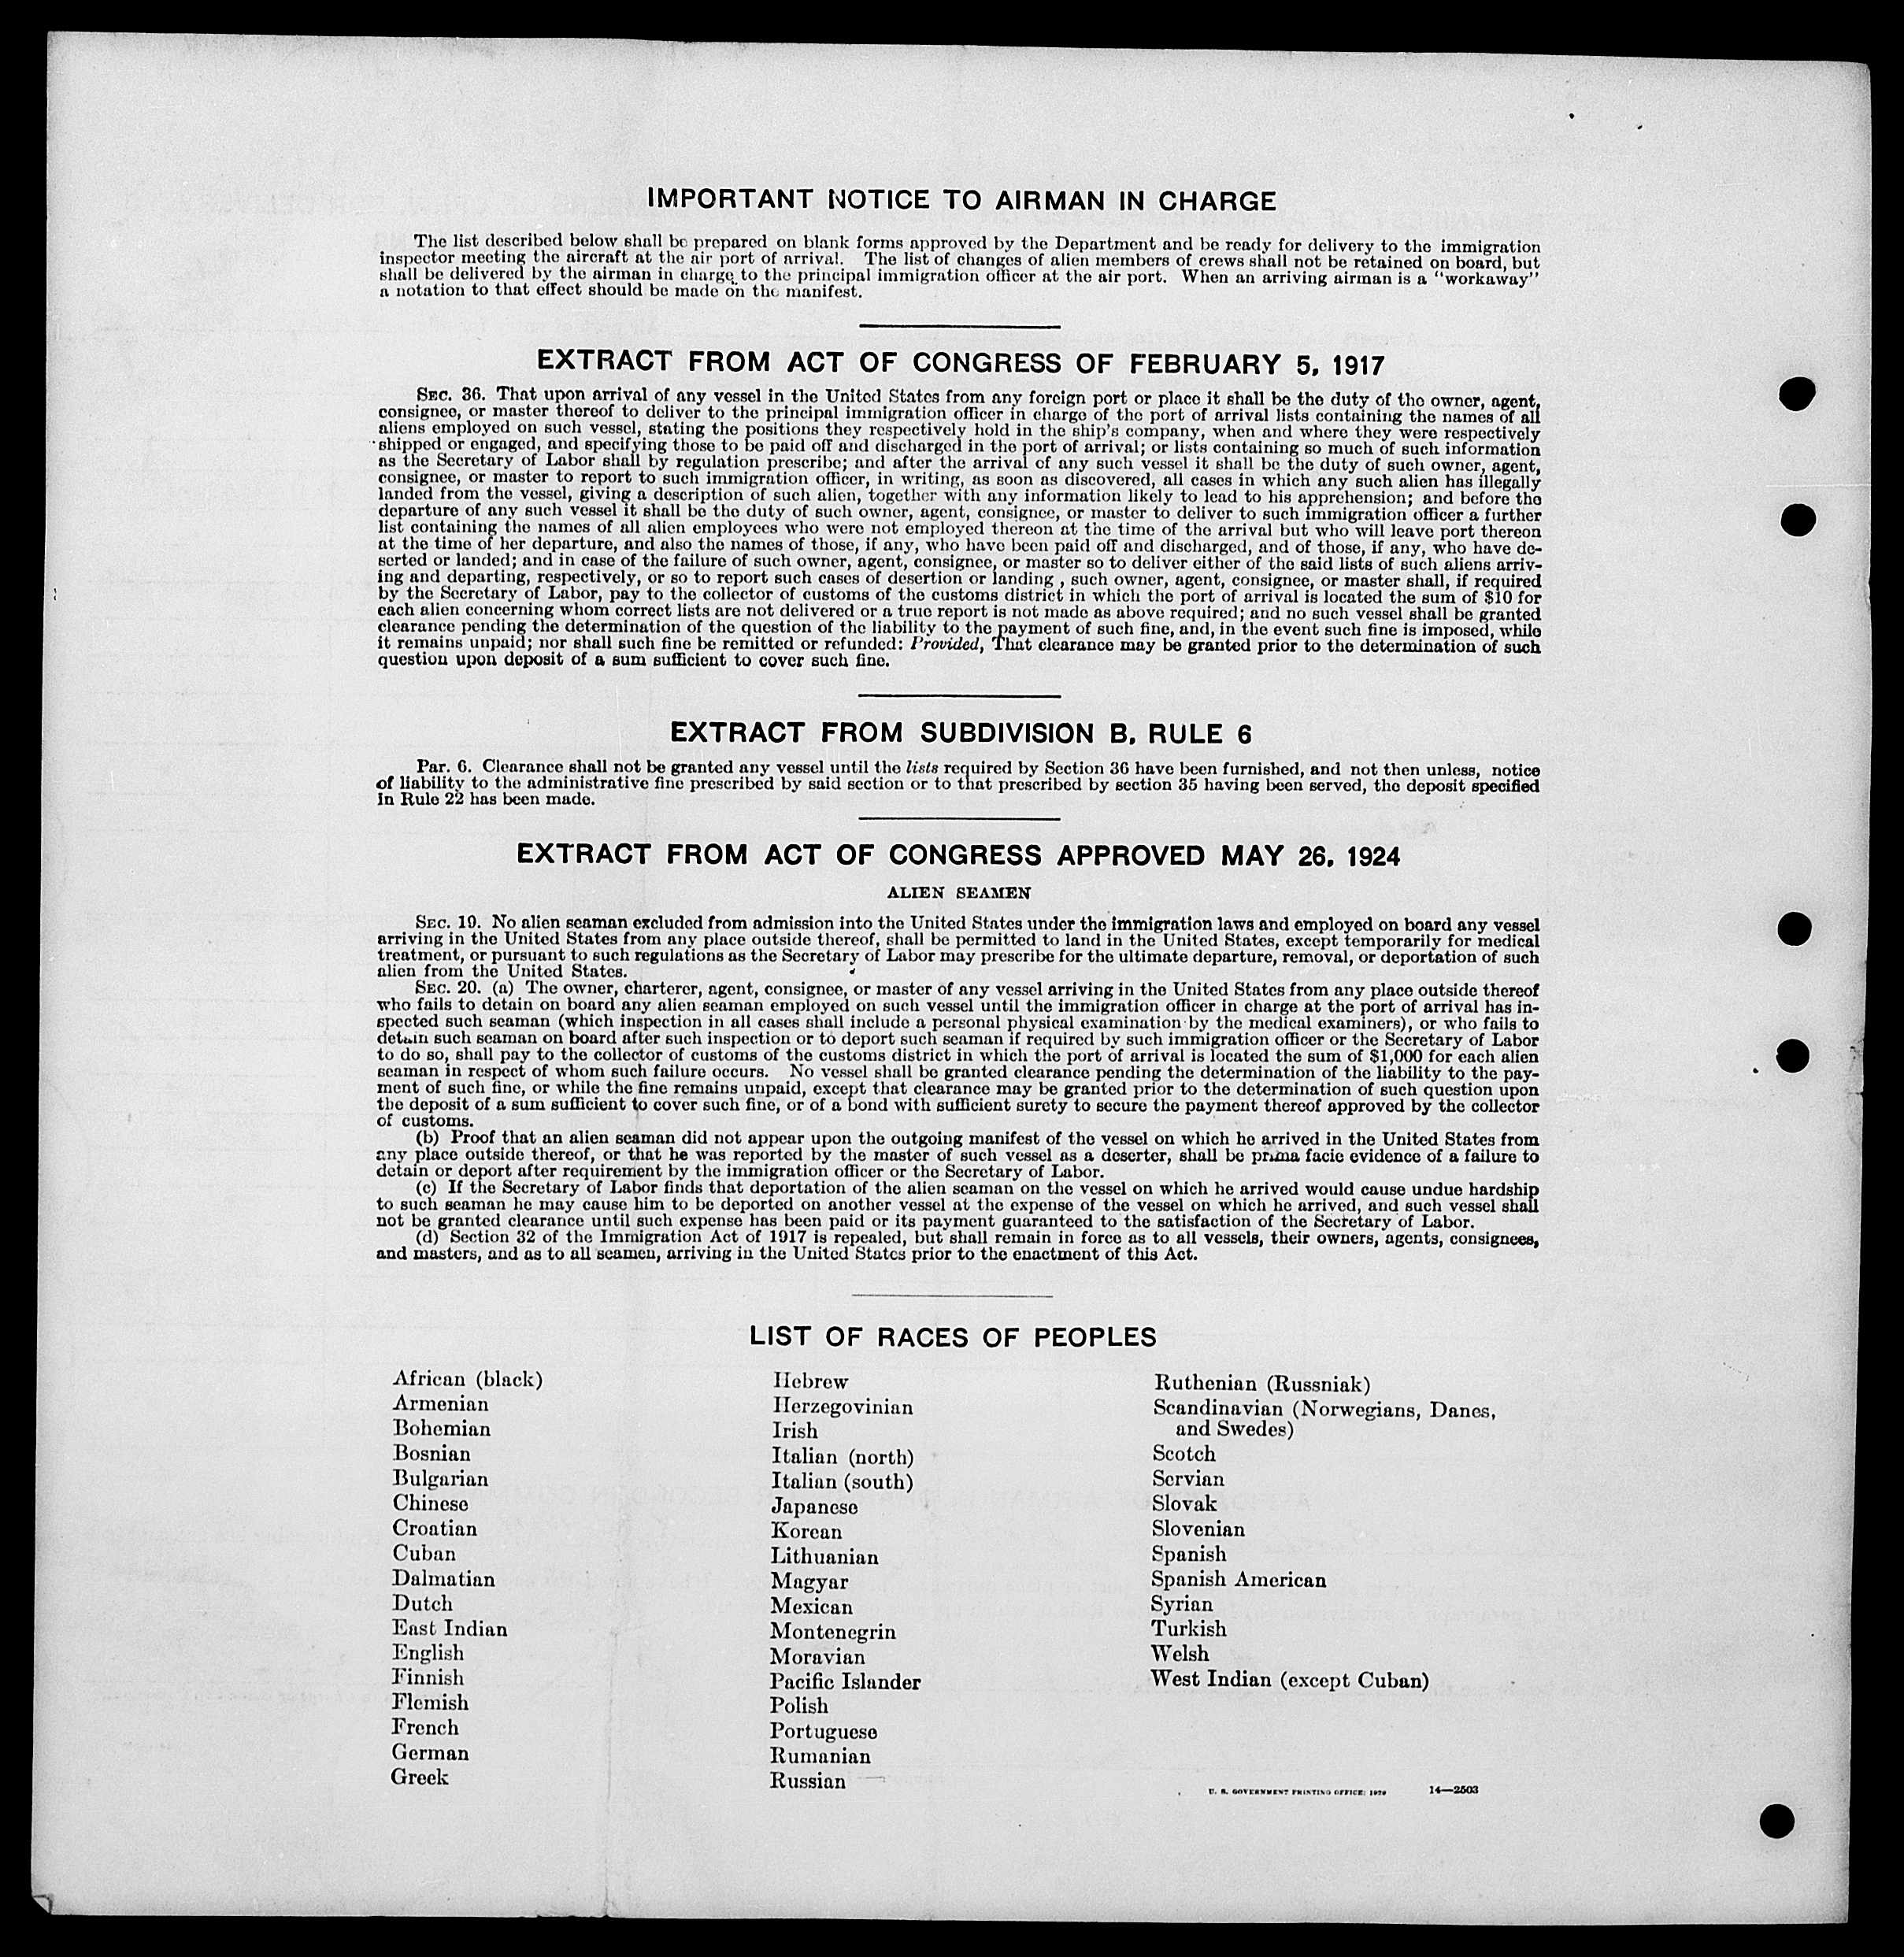 IMPORTANT NOTICE TO AIRMAN IN CHARGE
The list described below shall be prepared on blank forms approved by the Department and be ready for delivery to the immigration
inspector meeting the aircraft at the air port of arrival. The list of changes of alien members of crews shall not be retained on board, but
shall be delivered by the airman in charge to the principal immigration officer at the air port. When an arriving airman is a "workaway"
a notation to that effect should be made on the manifest.
EXTRACT FROM ACT OF CONGRESS OF FEBRUARY 5, 1917
SEC. 36. That upon arrival of any vessel in the United States from any foreign port or place it shall be the duty of the owner, agent,
consignee, or master thereof to deliver to the principal immigration officer in charge of the port of arrival lists containing the names of all
aliens employed on such vessel, stating the positions they respectively hold in the ship's company, when and where they were respectively
shipped or engaged, and specifying those to be paid off and discharged in the port of arrival; or lists containing so much of such information
as the Secretary of Labor shall by regulation prescribe; and after the arrival of any such vessel it shall be the duty of such owner, agent,
consignee, or master to report to such immigration officer, in writing, as soon as discovered, all cases in which any such alien has illegally
landed from the vessel, giving a description of such alien, together with any information likely to lead to his apprehension; and before the
departure of any such vessel it shall be the duty of such owner, agent, consignee, or master to deliver to such immigration officer a further
list containing the names of all alien employees who were not employed thereon at the time of the arrival but who will leave port thereon
at the time of her departure, and also the names of those, if any, who have been paid off and discharged, and of those, if any, who have de-
serted or landed; and in case of the failure of such owner, agent, consignee, or master so to deliver either of the said lists of such aliens arriv-
ing and departing, respectively, or so to report such cases of desertion or landing , such owner, agent, consignee, or master shall, if required
by the Secretary of Labor, pay to the collector of customs of the customs district in which the port of arrival is located the sum of $10 for
each alien concerning whom correct lists are not delivered or a true report is not made as above required; and no such vessel shall be granted
clearance pending the determination of the question of the liability to the payment of such fine, and, in the event such fine is imposed, while
it remains unpaid; nor shall such fine be remitted or refunded: Provided, That clearance may be granted prior to the determination of such
question upon deposit of a sum sufficient to cover such fine.
EXTRACT FROM SUBDIVISION B, RULE 6
Par. 6. Clearance shall not be granted any vessel until the lists required by Section 36 have been furnished, and not then unless, notice
of liability to the administrative fine prescribed by said section or to that prescribed by section 35 having been served, the deposit specified
in Rule 22 has been made.
EXTRACT FROM ACT OF CONGRESS APPROVED MAY 26, 1924
ALIEN SEAMEN
SEC. 19. No alien seaman excluded from admission into the United States under the immigration laws and employed on board any vessel
arriving in the United States from any place outside thereof, shall be permitted to land in the United States, except temporarily for medical
treatment, or pursuant to such regulations as the Secretary of Labor may prescribe for the ultimate departure, removal, or deportation of such
alien from the United States.
SEC. 20. (a) The owner, charterer, agent, consignee, or master of any vessel arriving in the United States from any place outside thereof
who fails to detain on board any alien seaman employed on such vessel until the immigration officer in charge at the port of arrival has in-
spected such seaman (which inspection in all cases shall include a personal physical examination by the medical examiners), or who fails to
detain such seaman on board after such inspection or to deport such seaman if required by such immigration officer or the Secretary of Labor
to do so, shall pay to the collector of customs of the customs district in which the port of arrival is located the sum of $1,000 for each alien
seaman in respect of whom such failure occurs. No vessel shall be granted clearance pending the determination of the liability to the pay-
ment of such fine, or while the fine remains unpaid, except that clearance may be granted prior to the determination of such question upon
the deposit of a sum sufficient to cover such fine, or of a bond with sufficient surety to secure the payment thereof approved by the collector
of customs.
(b) Proof that an alien seaman did not appear upon the outgoing manifest of the vessel on which he arrived in the United States from
any place outside thereof, or that he was reported by the master of such vessel as a deserter, shall be prima facie evidence of a failure to
detain or deport after requirement by the immigration officer or the Secretary of Labor.
(c) If the Secretary of Labor finds that deportation of the alien seaman on the vessel on which he arrived would cause undue hardship
to such seaman he may cause him to be deported on another vessel at the expense of the vessel on which he arrived, and such vessel shall
not be granted clearance until such expense has been paid or its payment guaranteed to the satisfaction of the Secretary of Labor.
(d) Section 32 of the Immigration Act of 1917 is repealed, but shall remain in force as to all vessels, their owners, agents, consignees,
and masters, and as to all seamen, arriving in the United States prior to the enactment of this Act.
LIST OF RACES OF PEOPLES
African (black)
Armenian
Bohemian
Bosnian
Bulgarian
Chinese
Croatian
Cuban
Dalmatian
Dutch
East Indian
English
Finnish
Flemish
French
German
Greek
Hebrew
Herzegovinian
Irish
Italian (north)
Italian (south)
Japanese
Korean
Lithuanian
Magyar
Mexican
Montenegrin
Moravian
Pacific Islander
Polish
Portuguese
Rumanian
Russian
Ruthenian (Russniak)
Scandinavian (Norwegians, Danes,
and Swedes)
Scotch
Servian
Slovak
Slovenian
Spanish
Spanish American
Syrian
Turkish
Welsh
West Indian (except Cuban)
U. S. GOVERNMENT PRINTING OFFICE: 14—2503